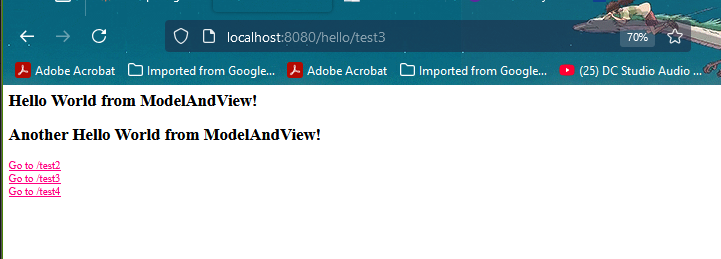 localhost:8080/hello/test3
70%
Adobe Acrobat
Imported from Google...
Adobe Acrobat
Imported from Google...
(25) DC Studio Audio ...
Hello World from ModelAndView!
Another Hello World from ModelAndView!
Go to /test2
Go to /test3
Go to /test4